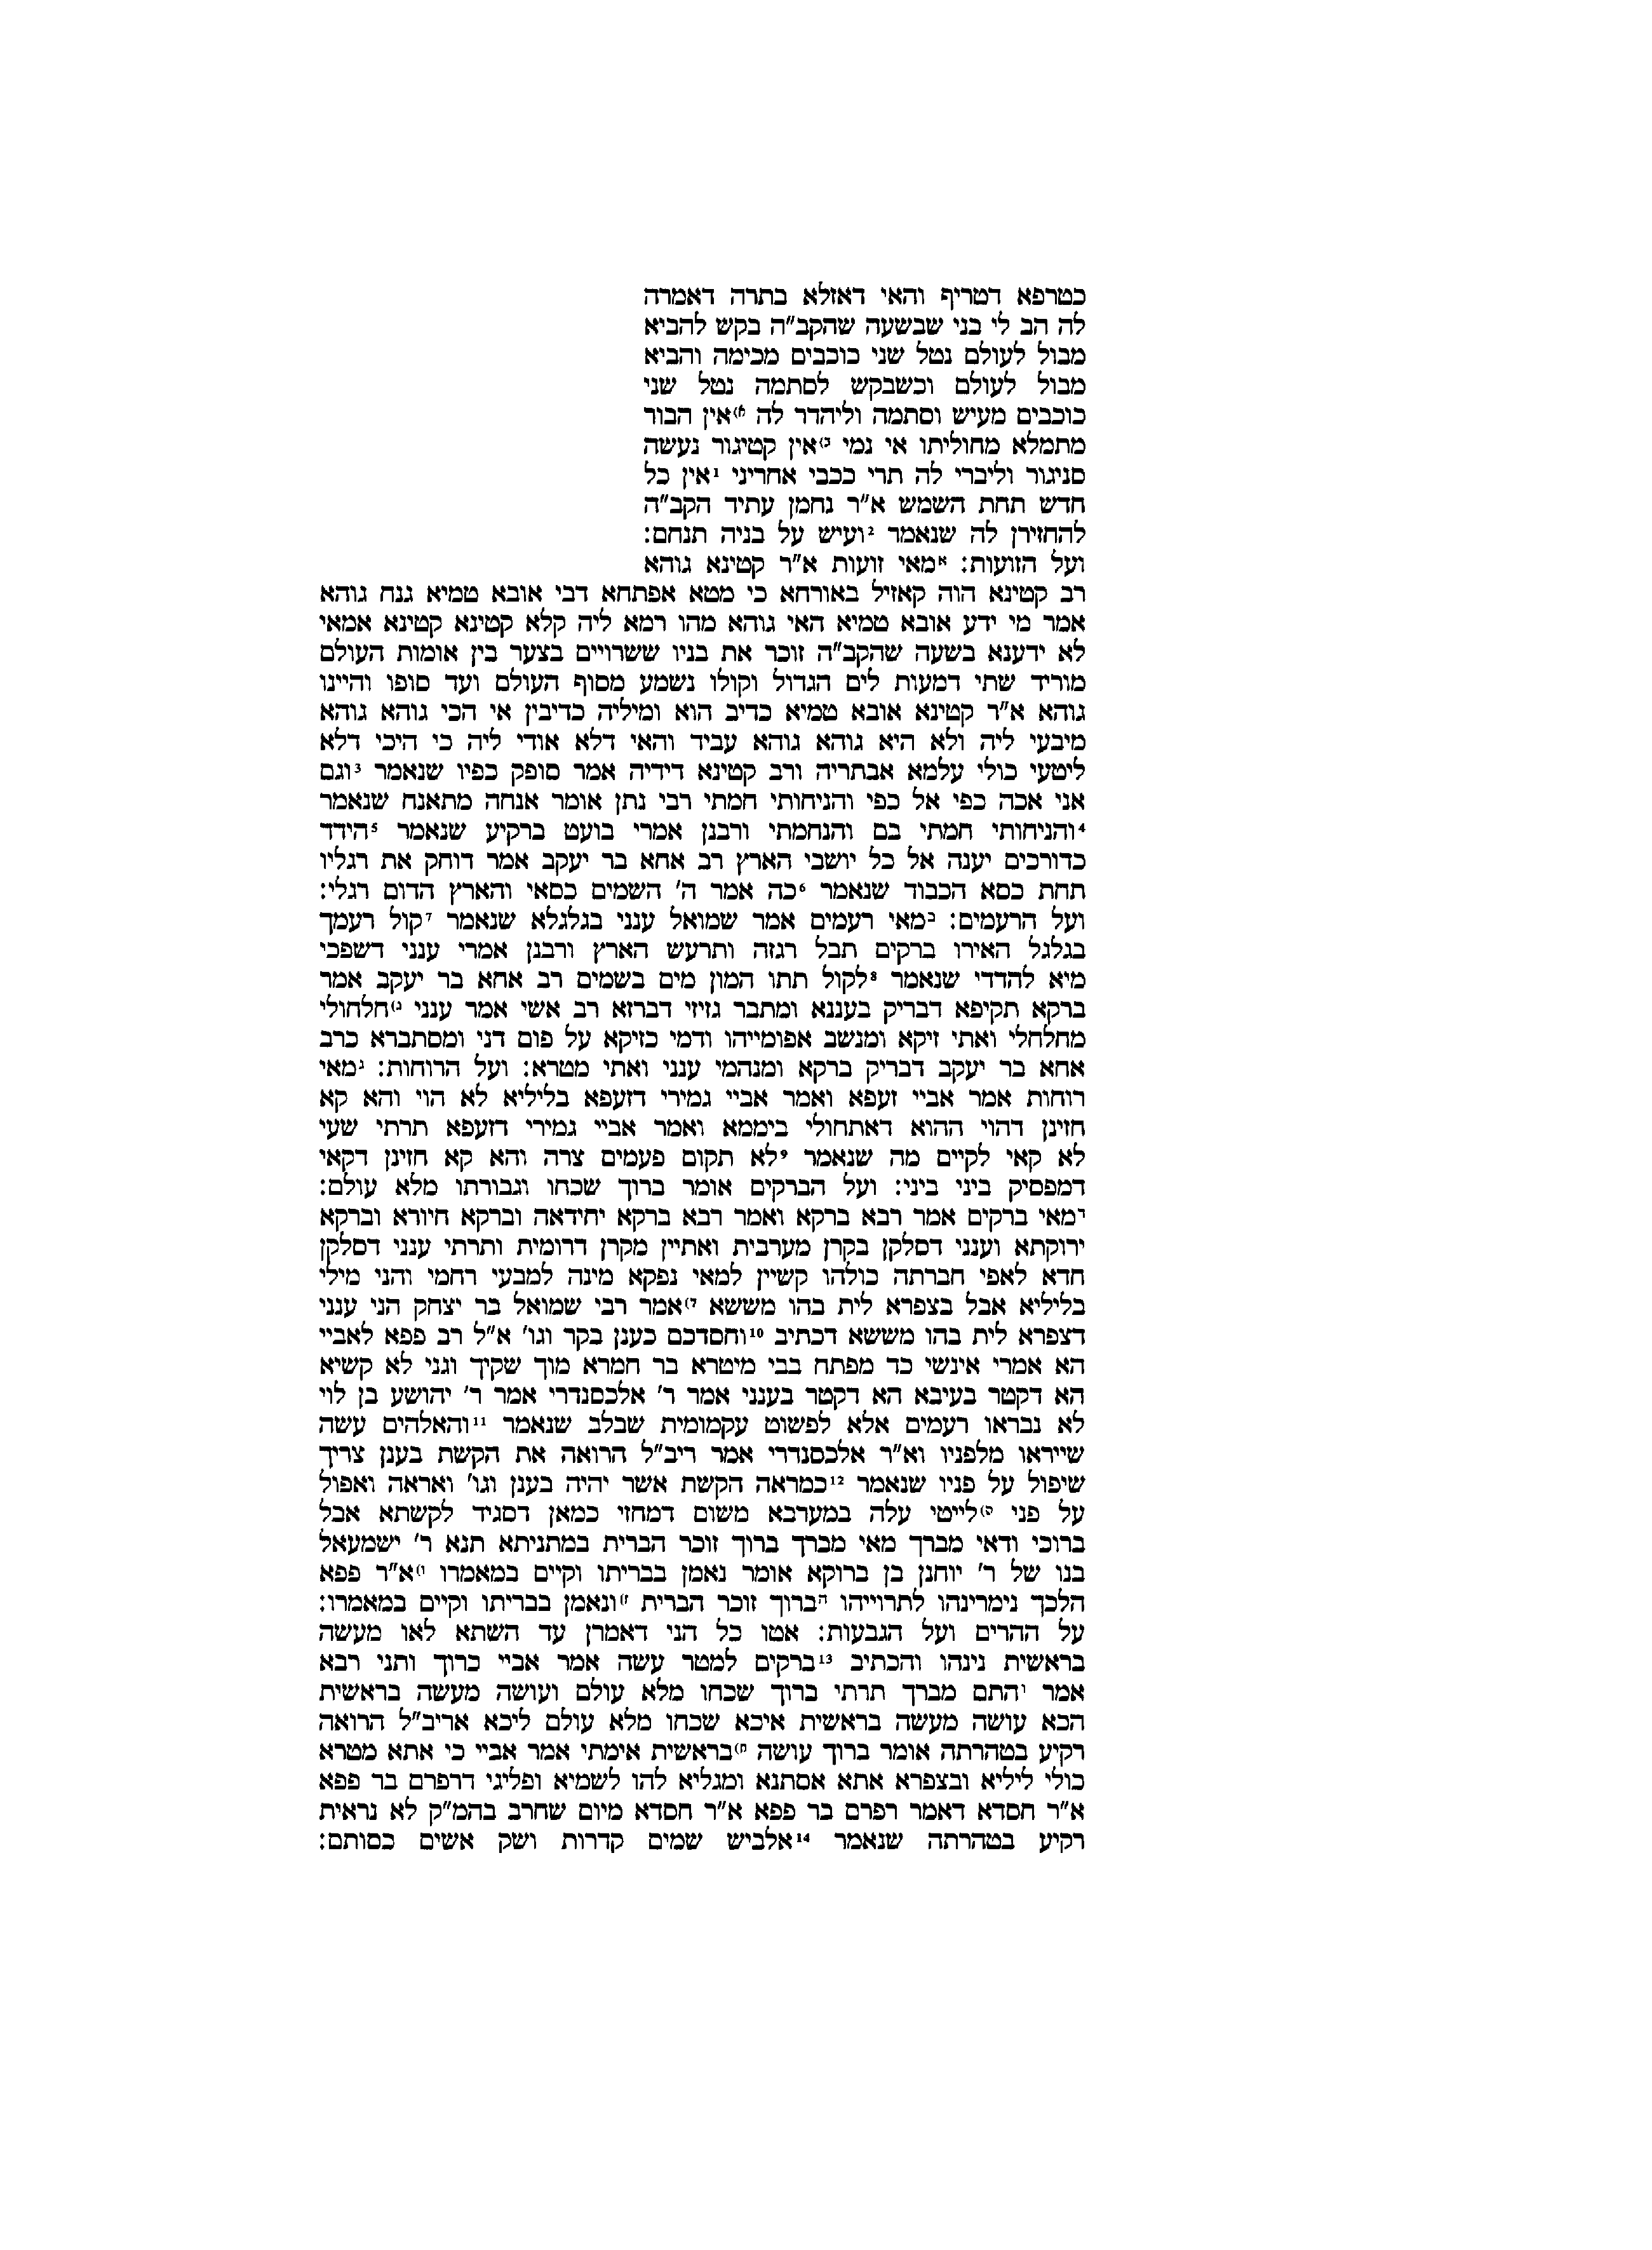 כטרפא דטריף והאי דאזלא בתרה דאמרה
לה הב לי בני שבשעה שהקב"ה בקש להביא
מבול לעולם נטל שני כוכבים מכימה והביא
מבול לעולם וכשבקש לסתמה נטל שני
כוכבים מעיש וסתמה וליהדר לה א)אין הבור
מתמלא מחוליתו אי נמי ב)אין קטיגור נעשה
סניגור וליברי לה תרי ככבי אחריני 1אין כל
חדש תחת השמש א"ר נחמן עתיד הקב"ה
להחזירן לה שנאמר 2ועיש על בניה תנחם:
ועל הזועות: אמאי זועות א"ר קטינא גוהא
רב קטינא הוה קאזיל באורחא כי מטא אפתחא דבי אובא טמיא גנח גוהא
אמר מי ידע אובא טמיא האי גוהא מהו רמא ליה קלא קטינא קטינא אמאי
לא ידענא בשעה שהקב"ה זוכר את בניו ששרויים בצער בין אומות העולם
מוריד שתי דמעות לים הגדול וקולו נשמע מסוף העולם ועד סופו והיינו
גוהא א"ר קטינא אובא טמיא כדיב הוא ומיליה כדיבין אי הכי גוהא גוהא
מיבעי ליה ולא היא גוהא גוהא עביד והאי דלא אודי ליה כי היכי דלא
ליטעי כולי עלמא אבתריה ורב קטינא דידיה אמר סופק כפיו שנאמר 3וגם
אני אכה כפי אל כפי והניחותי חמתי רבי נתן אומר אנחה מתאנח שנאמר
4והניחותי חמתי בם והנחמתי ורבנן אמרי בועט ברקיע שנאמר 5הידד
כדורכים יענה אל כל יושבי הארץ רב אחא בר יעקב אמר דוחק את רגליו
תחת כסא הכבוד שנאמר 6כה אמר ה' השמים כסאי והארץ הדום רגלי:
ועל הרעמים: במאי רעמים אמר שמואל ענני בגלגלא שנאמר 7קול רעמך
בגלגל האירו ברקים תבל רגזה ותרעש הארץ ורבנן אמרי ענני דשפכי
מיא להדדי שנאמר 8לקול תתו המון מים בשמים רב אחא בר יעקב אמר
ברקא תקיפא דבריק בעננא ומתבר גזיזי דברזא רב אשי אמר ענני ג)חלחולי
מחלחלי ואתי זיקא ומנשב אפומייהו ודמי כזיקא על פום דני ומסתברא כרב
אחא בר יעקב דבריק ברקא ומנהמי ענני ואתי מטרא: ועל הרוחות: גמאי
רוחות אמר אביי זעפא ואמר אביי גמירי דזעפא בליליא לא הוי והא קא
חזינן דהוי ההוא דאתחולי ביממא ואמר אביי גמירי דזעפא תרתי שעי
לא קאי לקיים מה שנאמר 9לא תקום פעמים צרה והא קא חזינן דקאי
דמפסיק ביני ביני: ועל הברקים אומר ברוך שכחו וגבורתו מלא עולם:
דמאי ברקים אמר רבא ברקא ואמר רבא ברקא יחידאה וברקא חיורא וברקא
ירוקתא וענני דסלקן בקרן מערבית ואתיין מקרן דרומית ותרתי ענני דסלקן
חדא לאפי חברתה כולהו קשיין למאי נפקא מינה למבעי רחמי והני מילי
בליליא אבל בצפרא לית בהו מששא ד)אמר רבי שמואל בר יצחק הני ענני
דצפרא לית בהו מששא דכתיב 10וחסדכם כענן בקר וגו' א"ל רב פפא לאביי
הא אמרי אינשי כד מפתח בבי מיטרא בר חמרא מוך שקיך וגני לא קשיא
הא דקטר בעיבא הא דקטר בענני אמר ר' אלכסנדרי אמר ר' יהושע בן לוי
לא נבראו רעמים אלא לפשוט עקמומית שבלב שנאמר 11והאלהים עשה
שייראו מלפניו וא"ר אלכסנדרי אמר ריב"ל הרואה את הקשת בענן צריך
שיפול על פניו שנאמר 12כמראה הקשת אשר יהיה בענן וגו' ואראה ואפול
על פני ה)לייטי עלה במערבא משום דמחזי כמאן דסגיד לקשתא אבל
ברוכי ודאי מברך מאי מברך ברוך זוכר הברית במתניתא תנא ר' ישמעאל
בנו של ר' יוחנן בן ברוקא אומר נאמן בבריתו וקיים במאמרו ו)א"ר פפא
הלכך נימרינהו לתרוייהו הברוך זוכר הברית ז)ונאמן בבריתו וקיים במאמרו:
על ההרים ועל הגבעות: אטו כל הני דאמרן עד השתא לאו מעשה
בראשית נינהו והכתיב 13ברקים למטר עשה אמר אביי כרוך ותני רבא
אמר והתם מברך תרתי ברוך שכחו מלא עולם ועושה מעשה בראשית
הכא עושה מעשה בראשית איכא שכחו מלא עולם ליכא אריב"ל הרואה
רקיע בטהרתה אומר ברוך עושה ח)בראשית אימתי אמר אביי כי אתא מטרא
כולי ליליא ובצפרא אתא אסתנא ומגליא להו לשמיא ופליגי דרפרם בר פפא
א"ר חסדא דאמר רפרם בר פפא א"ר חסדא מיום שחרב בהמ"ק לא נראית
רקיע בטהרתה שנאמר 14אלביש שמים קדרות ושק אשים כסותם: